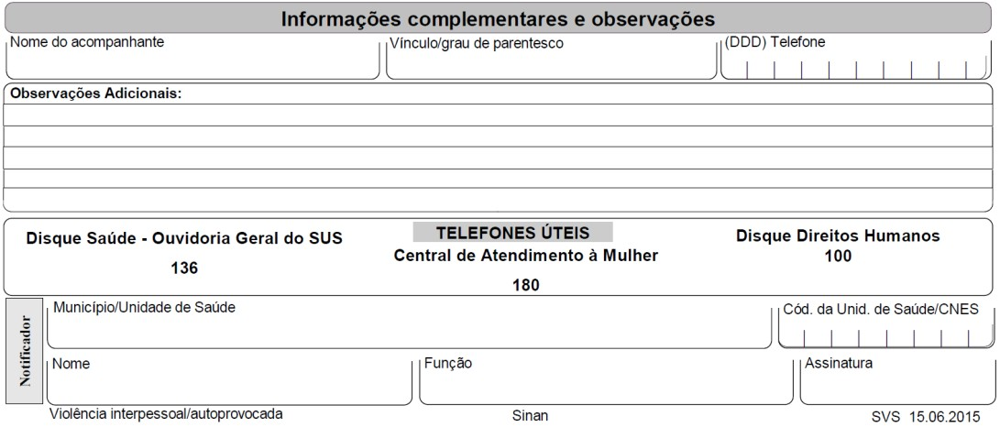 Informações complementares e observações
Nome do acompanhante
Vínculo/grau de parentesco
(DDD) Telefone
Observações Adicionais:
TELEFONES ÚTEIS
Disque Saúde - Ouvidoria Geral do SUS
136
Central de Atendimento à Mulher
180
Disque Direitos Humanos
100
Notificador
Município/Unidade de Saúde
Cód. da Unid. de Saúde/CNES
Nome
Função
Assinatura
Violência interpessoal/autoprovocada
Sinan
SVS 15.06.2015